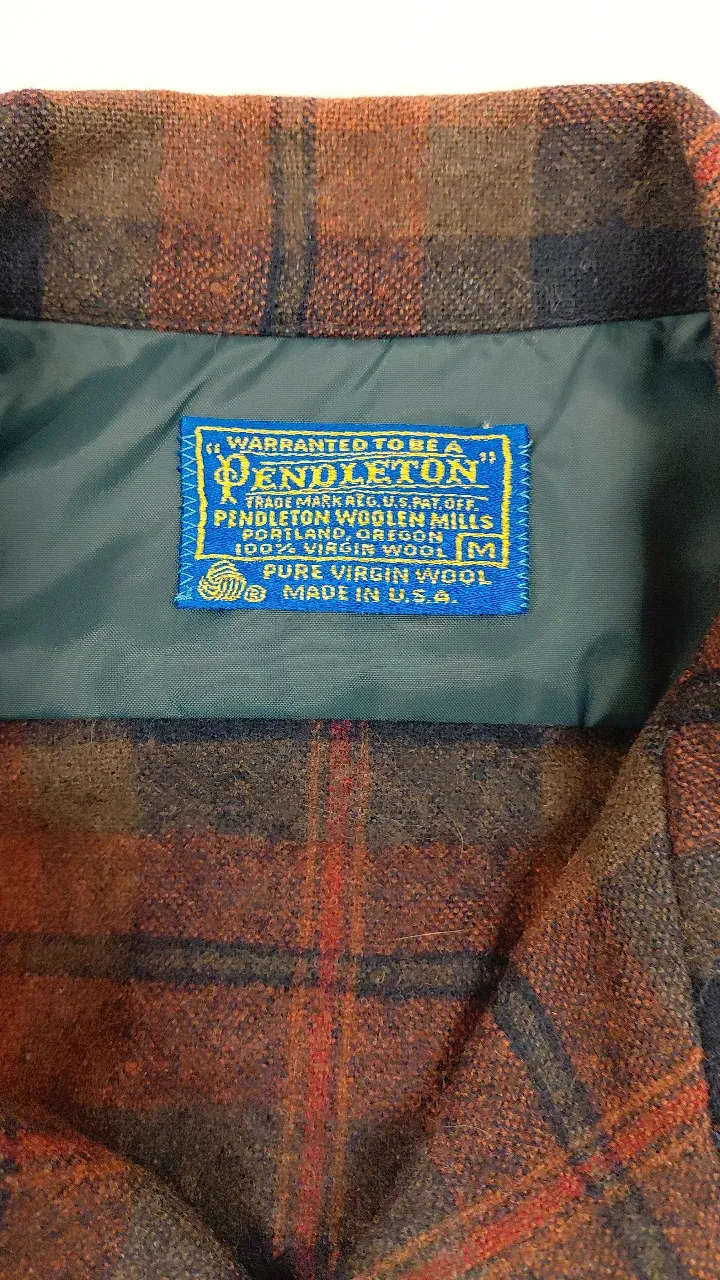 WARRANTED TO BE A
"PENDLETON"
TRADE MARK REG. U.S. PAT. OFF.
PENDLETON WOOLEN MILLS
PORTLAND, OREGON
100% VIRGIN WOOL M
PURE VIRGIN WOOL
® MADE IN U.S.A.